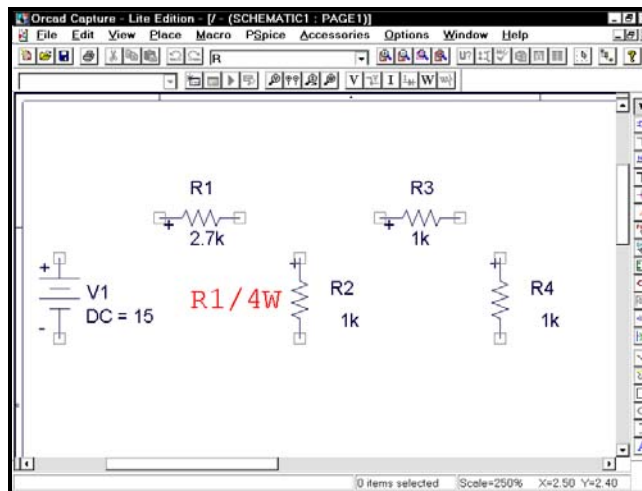 Orcad Capture - Lite Edition - [/ - (SCHEMATIC1 : PAGE1)]
File Edit View Place Macro PSpice Accessories Options Window Help
R
U?
V I W
R1
R3
2.7k
1k
+
V1
DC = 15
-
R1/4W
R2
1k
R4
1k
0 items selected Scale=250% X=2.50 Y=2.40